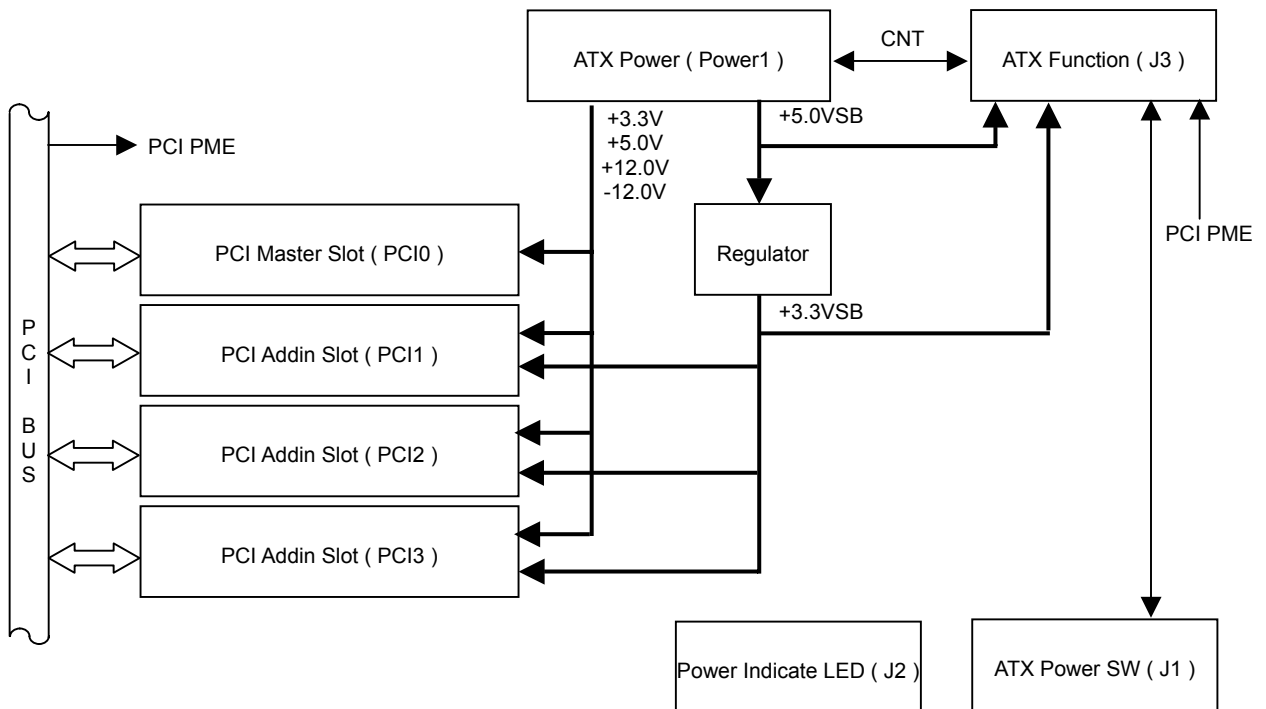 ATX Power ( Power1 )
CNT
ATX Function ( J3 )
+3.3V
+5.0V
+12.0V
-12.0V
+5.0VSB
PCI PME
PCI Master Slot ( PCI0 )
Regulator
PCI PME
+3.3VSB
PCI BUS
PCI Addin Slot ( PCI1 )
PCI Addin Slot ( PCI2 )
PCI Addin Slot ( PCI3 )
Power Indicate LED ( J2 )
ATX Power SW ( J1 )